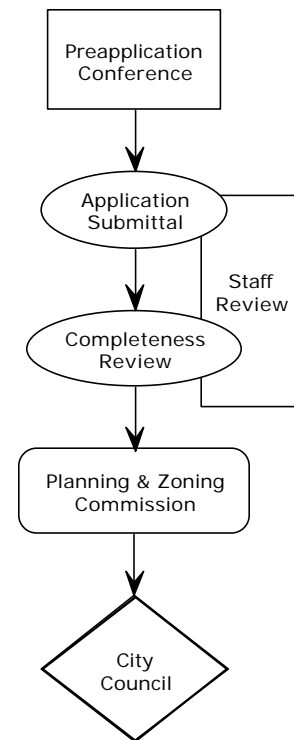 Preapplication
Conference
Application
Submittal
Staff
Review
Completeness
Review
Planning & Zoning
Commission
City
Council